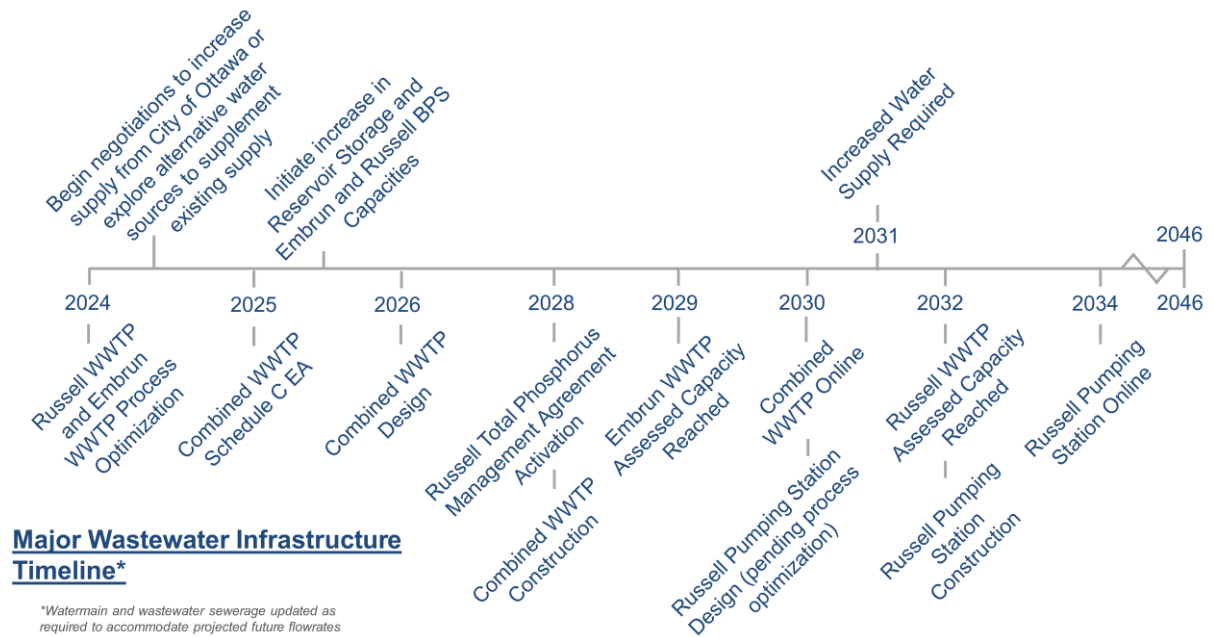 Begin negotiations to increase
supply from City of Ottawa or
explore alternative water
sources to supplement
existing supply
Initiate increase in
Reservoir Storage and
Embrun and Russell BPS
Capacities
Increased Water
Supply Required
2031
2046
2024
2025
2026
2028
2029
2030
2032
2034
2046
Russell WWTP
and Embrun
WWTP Process
Optimization
Combined WWTP
Schedule C EA
Combined WWTP
Design
Russell Total Phosphorus
Management Agreement
Activation
Combined WWTP
Construction
Embrun WWTP
Assessed Capacity
Reached
Combined
WWTP Online
Russell Pumping Station
Design (pending process
optimization)
Russell WWTP
Assessed Capacity
Reached
Russell Pumping
Station
Construction
Russell Pumping
Station Online
Major Wastewater Infrastructure
Timeline*
*Watermain and wastewater sewerage updated as
required to accommodate projected future flowrates